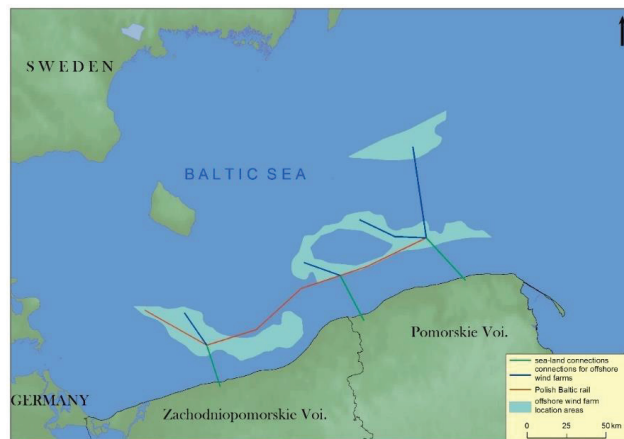 SWEDEN
BALTIC SEA
Pomorskie Voi.
GERMANY
Zachodniopomorskie Voi.
sea-land connections
connections for offshore
wind farms
Polish Baltic rail
offshore wind farm
location areas
0 25 50 km